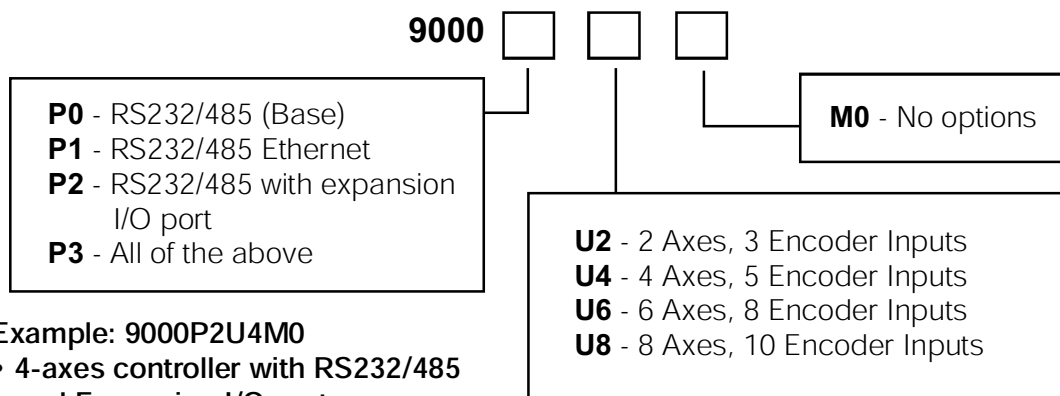 9000
P0 - RS232/485 (Base)
P1 - RS232/485 Ethernet
P2 - RS232/485 with expansion
I/O port
P3 - All of the above
M0 - No options
U2 - 2 Axes, 3 Encoder Inputs
U4 - 4 Axes, 5 Encoder Inputs
U6 - 6 Axes, 8 Encoder Inputs
U8 - 8 Axes, 10 Encoder Inputs
Example: 9000P2U4M0
• 4-axes controller with RS232/485